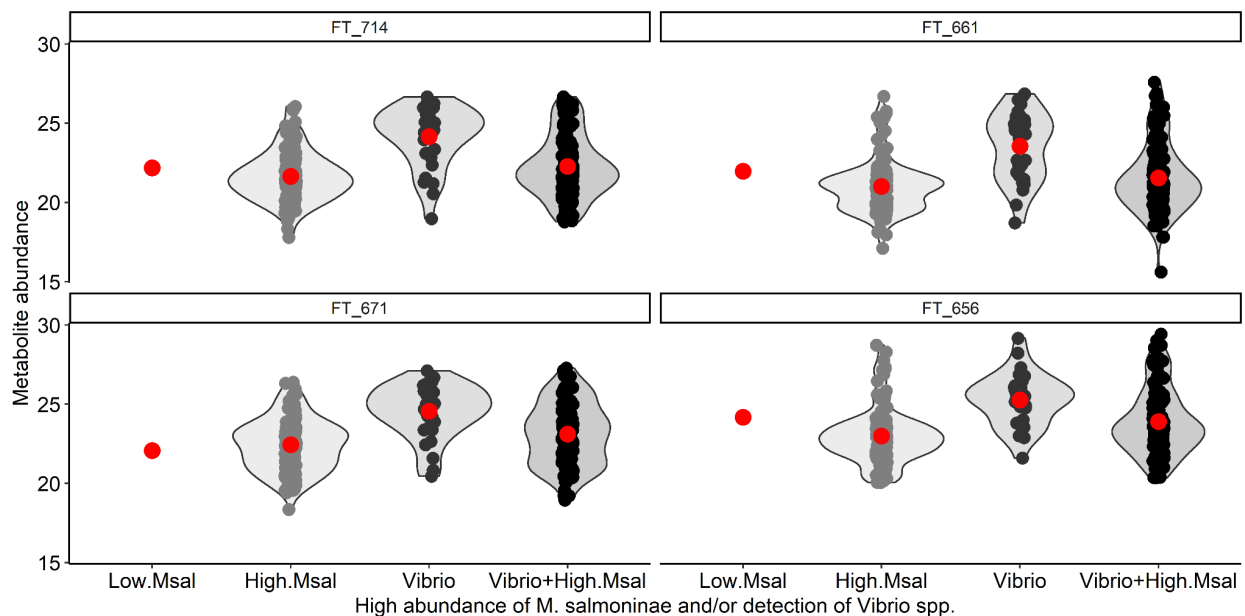 FT_714
FT_661
30
25
20
15
FT_671
FT_656
30
25
20
15
Metabolite abundance
Low.Msal High.Msal Vibrio Vibrio+High.Msal Low.Msal High.Msal Vibrio Vibrio+High.Msal
High abundance of M. salmoninae and/or detection of Vibrio spp.